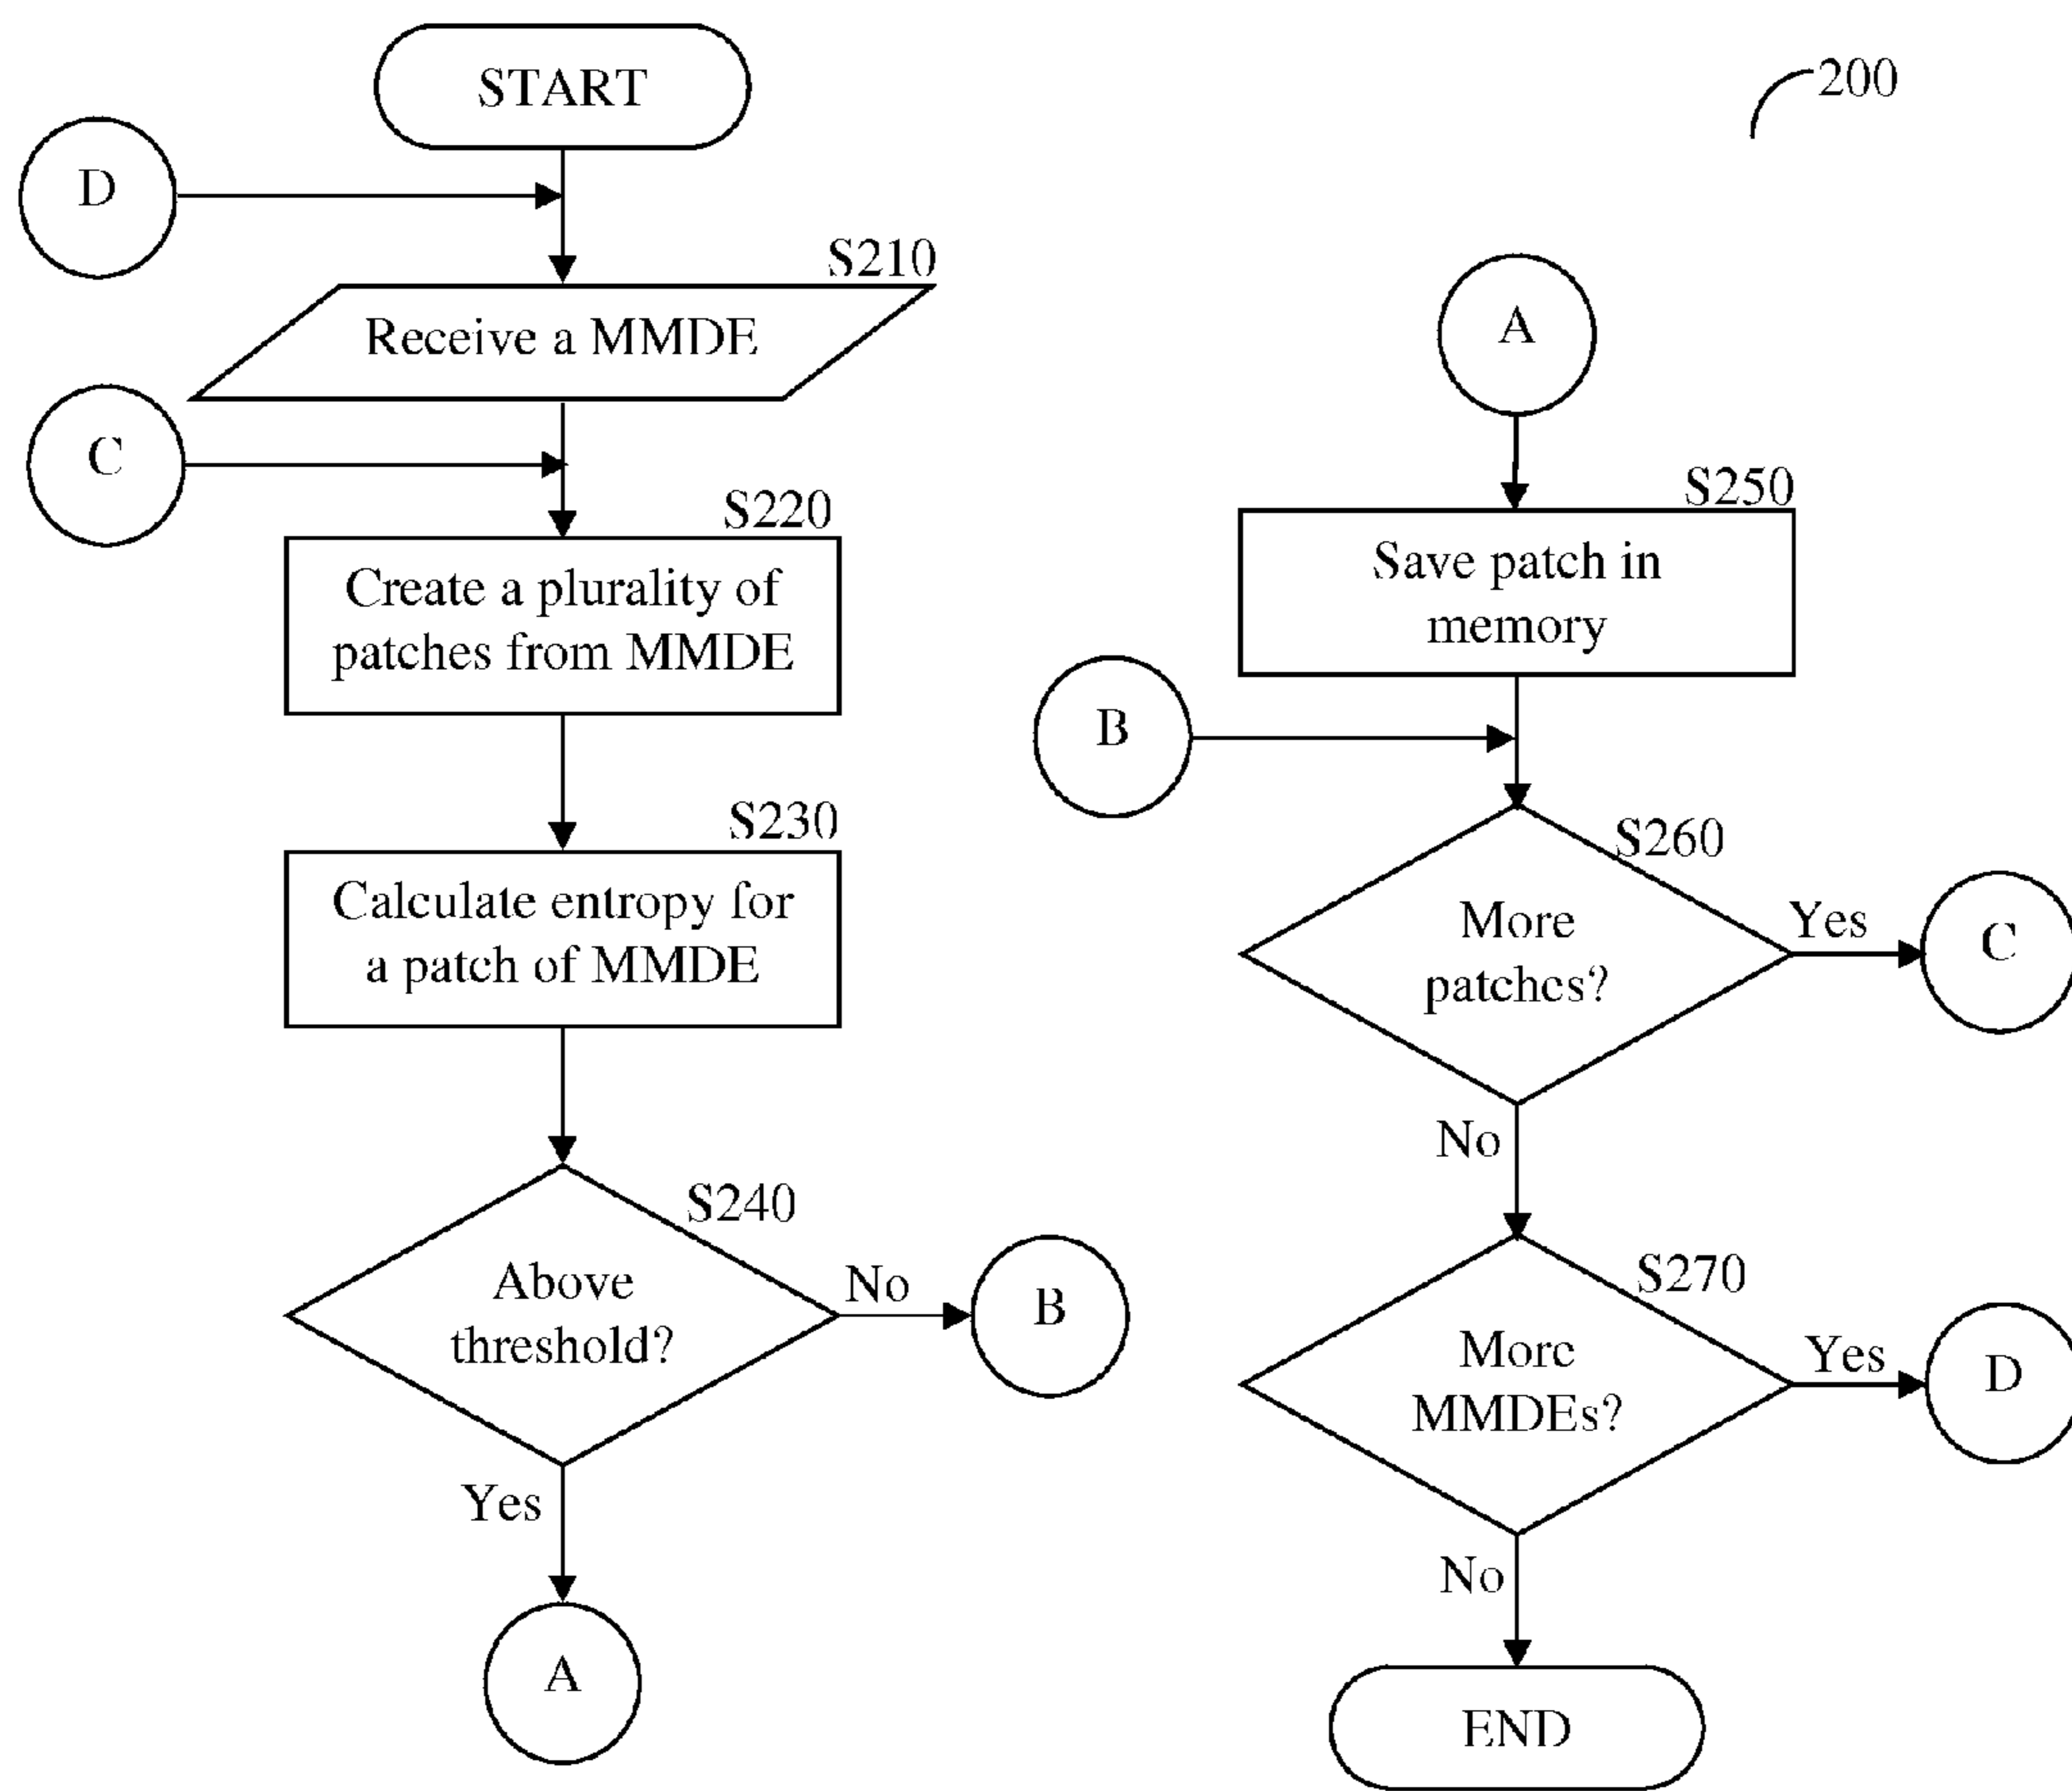 START
200
D
S210
Receive a MMDE
C
S220
Create a plurality of
patches from MMDE
S230
Calculate entropy for
a patch of MMDE
S240
Above
threshold?
No
B
Yes
A
A
S250
Save patch in
memory
B
S260
More
patches?
Yes
C
No
S270
More
MMDEs?
Yes
D
No
END